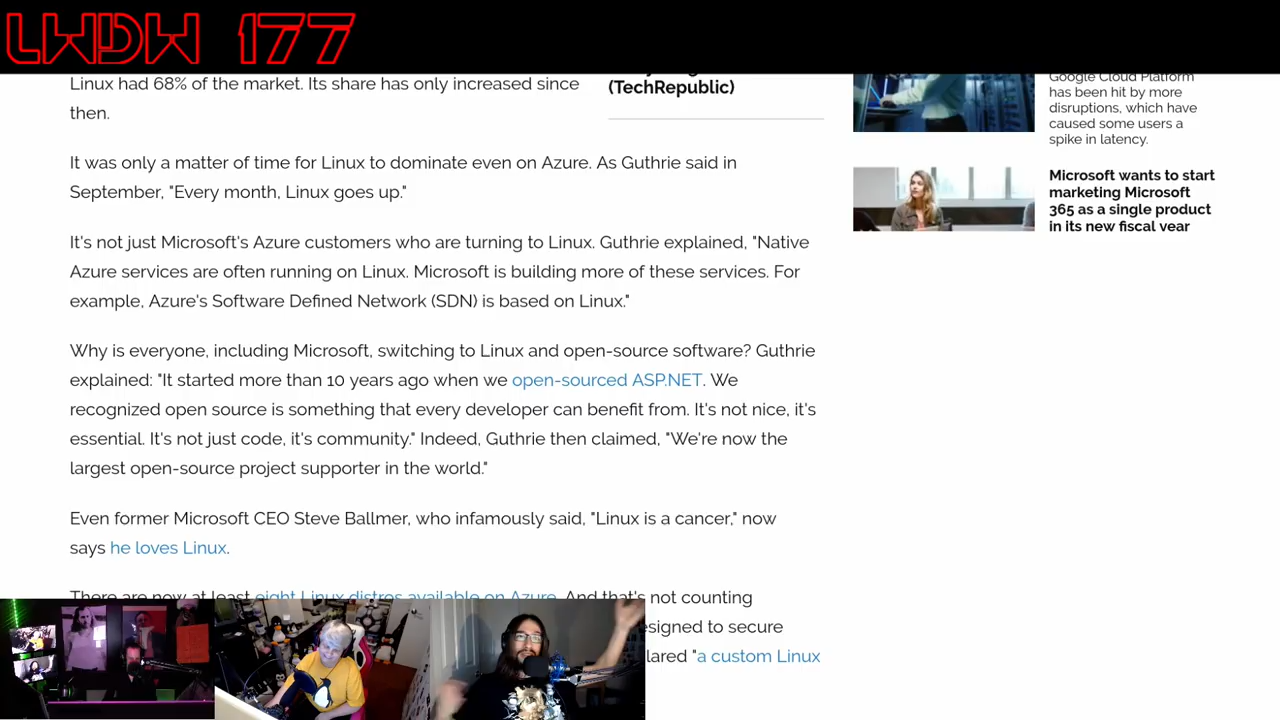 LWDW 177
Linux had 68% of the market. Its share has only increased since
then.
(TechRepublic)
It was only a matter of time for Linux to dominate even on Azure. As Guthrie said in
September, "Every month, Linux goes up."
It's not just Microsoft's Azure customers who are turning to Linux. Guthrie explained, "Native
Azure services are often running on Linux. Microsoft is building more of these services. For
example, Azure's Software Defined Network (SDN) is based on Linux."
Why is everyone, including Microsoft, switching to Linux and open-source software? Guthrie
explained: "It started more than 10 years ago when we open-sourced ASP.NET. We
recognized open source is something that every developer can benefit from. It's not nice, it's
essential. It's not just code, it's community." Indeed, Guthrie then claimed, "We're now the
largest open-source project supporter in the world."
Even former Microsoft CEO Steve Ballmer, who infamously said, "Linux is a cancer," now
says he loves Linux.
There are now at least eight Linux distros available on Azure. And that's not counting
esigned to secure
lared "a custom Linux
Google Cloud Platform
has been hit by more
disruptions, which have
caused some users a
spike in latency.
Microsoft wants to start
marketing Microsoft
365 as a single product
in its new fiscal year